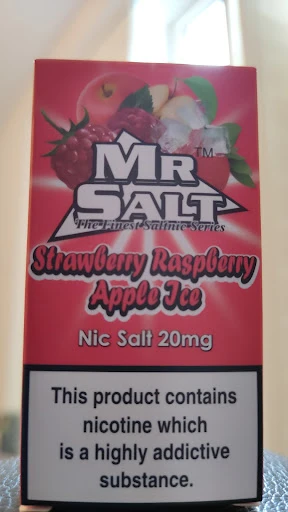 MR TM
SALT
The Finest Saltnic Series
Strawberry Raspberry
Apple Ice
Nic Salt 20mg
This product contains
nicotine which
is a highly addictive
substance.